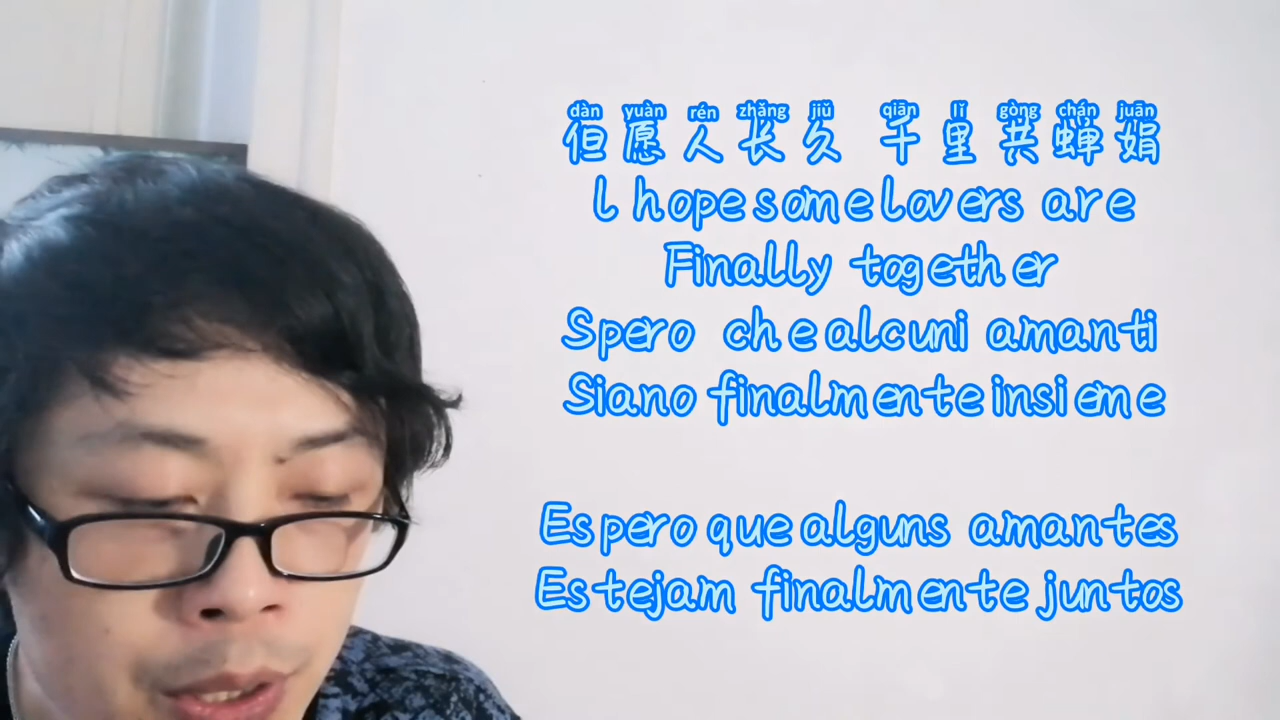 dàn yuàn rén zhǎng jiǔ qiān lǐ gòng chán juān
但愿人长久 千里共蝉娟
l hope some lovers are
Finally together
Spero che alcuni amanti
Siano finalmente insieme
Espero que alguns amantes
Estejam finalmente juntos